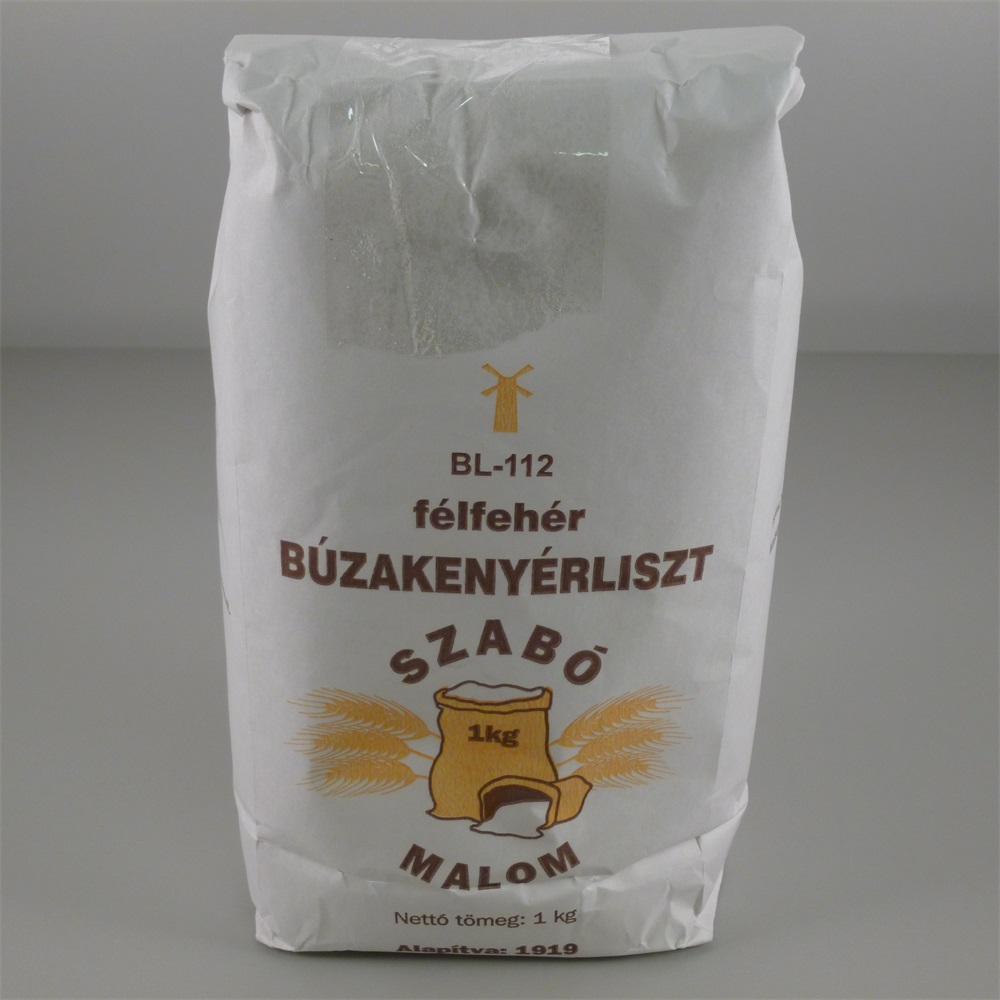 BL-112
félfehér
BÚZAKENYÉRLISZT
SZABÓ
1kg
MALOM
Nettó tömeg: 1 kg
Alapítva: 1919